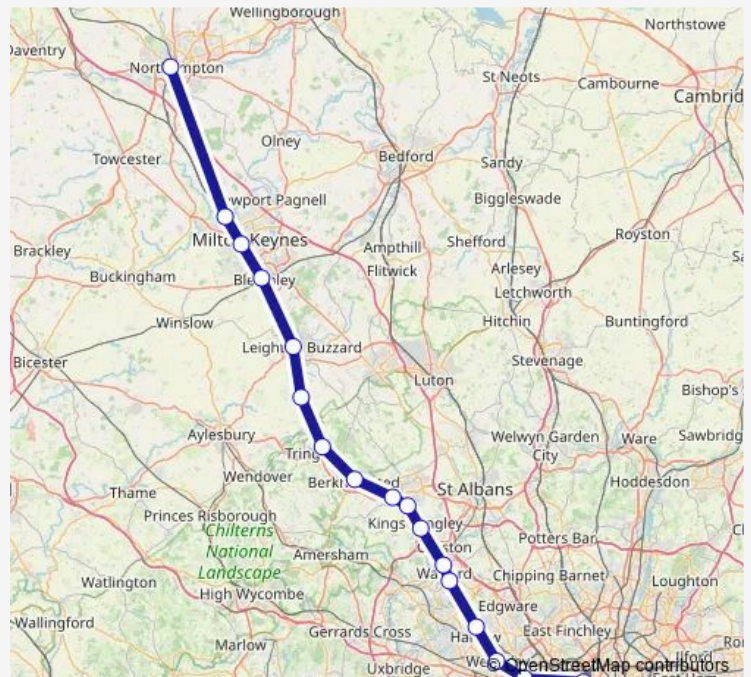 Wellingborough
Northstowe
Daventry
Northampton
St Neots
Cambourne
Cambrid
Olney
Towcester
Bedford
Sandy
wport Pagnell
Biggleswade
Milton Keynes
Brackley
Ampthill
Shefford
Royston
Buckingham
Bletchley
Flitwick
Arlesey
Letchworth
Winslow
Hitchin
Buntingford
Bicester
Leighton Buzzard
Stevenage
Luton
Bishop's
Aylesbury
Welwyn Garden
City
Ware
Sawbridg
Tring
Wendover
Berkhamsted
Hoddesdon
Thame
St Albans
Princes Risborough
Kings Langley
Chilterns
National
Landscape
Amersham
Potters Bar
Watlington
Watford
Chipping Barnet
Loughton
High Wycombe
Edgware
Wallingford
Gerrards Cross
East Finchley
Marlow
Uxbridge
Ilford
© OpenStreetMap contributors